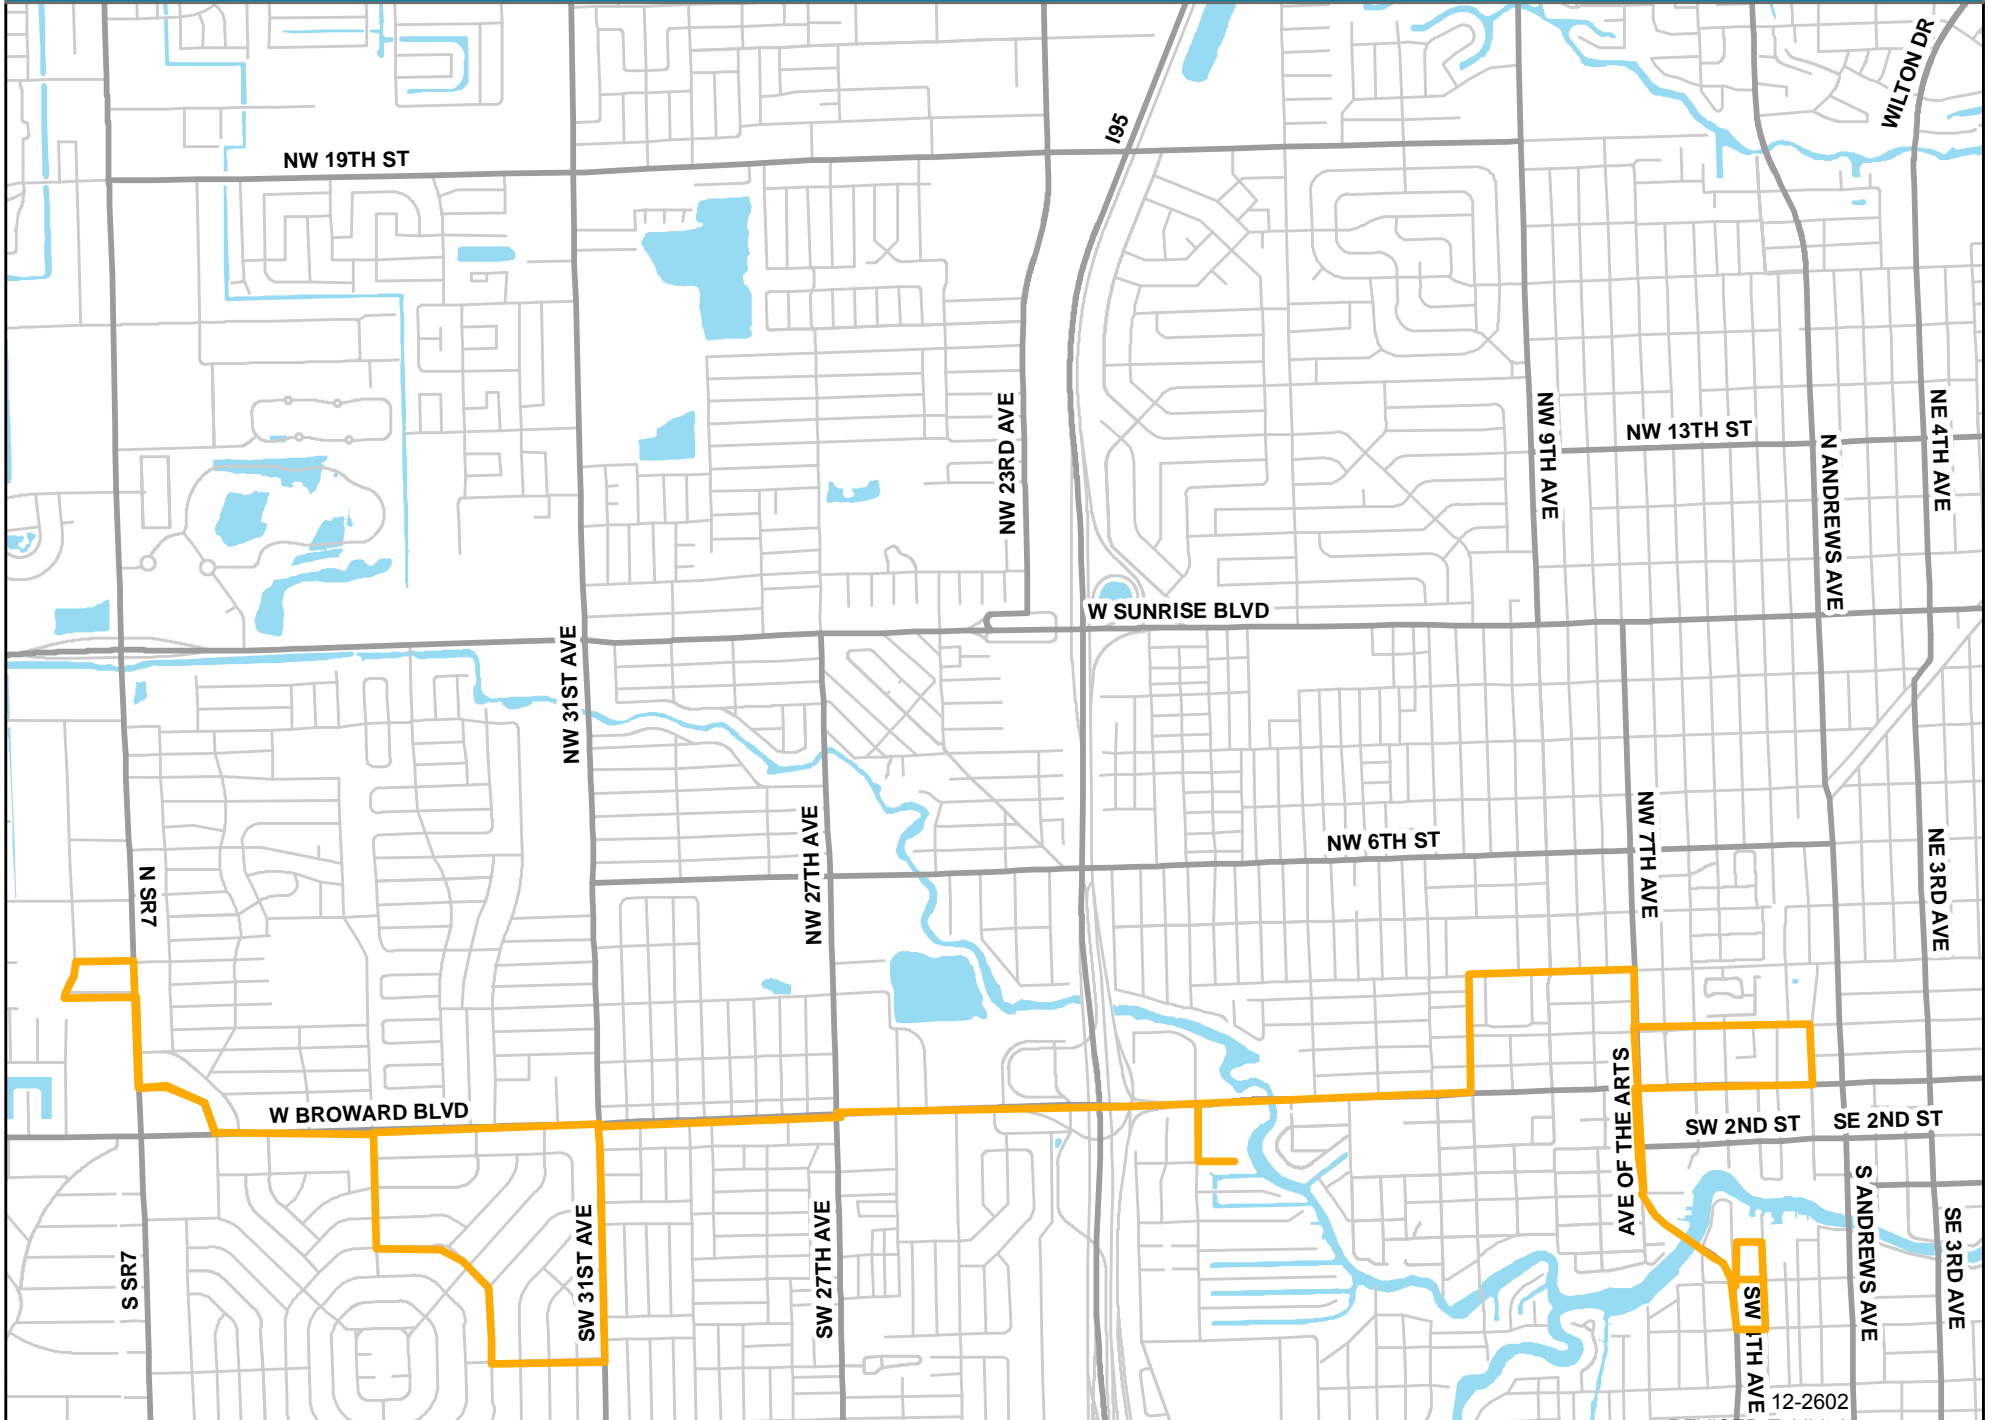 WILTON DR
I95
NW 19TH ST
NW 23RD AVE
NW 9TH AVE
NW 13TH ST
NE 4TH AVE
N ANDREWS AVE
W SUNRISE BLVD
NW 31ST AVE
NW 27TH AVE
NW 6TH ST
NW 7TH AVE
NE 3RD AVE
N SR7
W BROWARD BLVD
AVE OF THE ARTS
SW 2ND ST
SE 2ND ST
S SR7
SW 31ST AVE
SW 27TH AVE
S ANDREWS AVE
SE 3RD AVE
SW 4TH AVE
12-2602